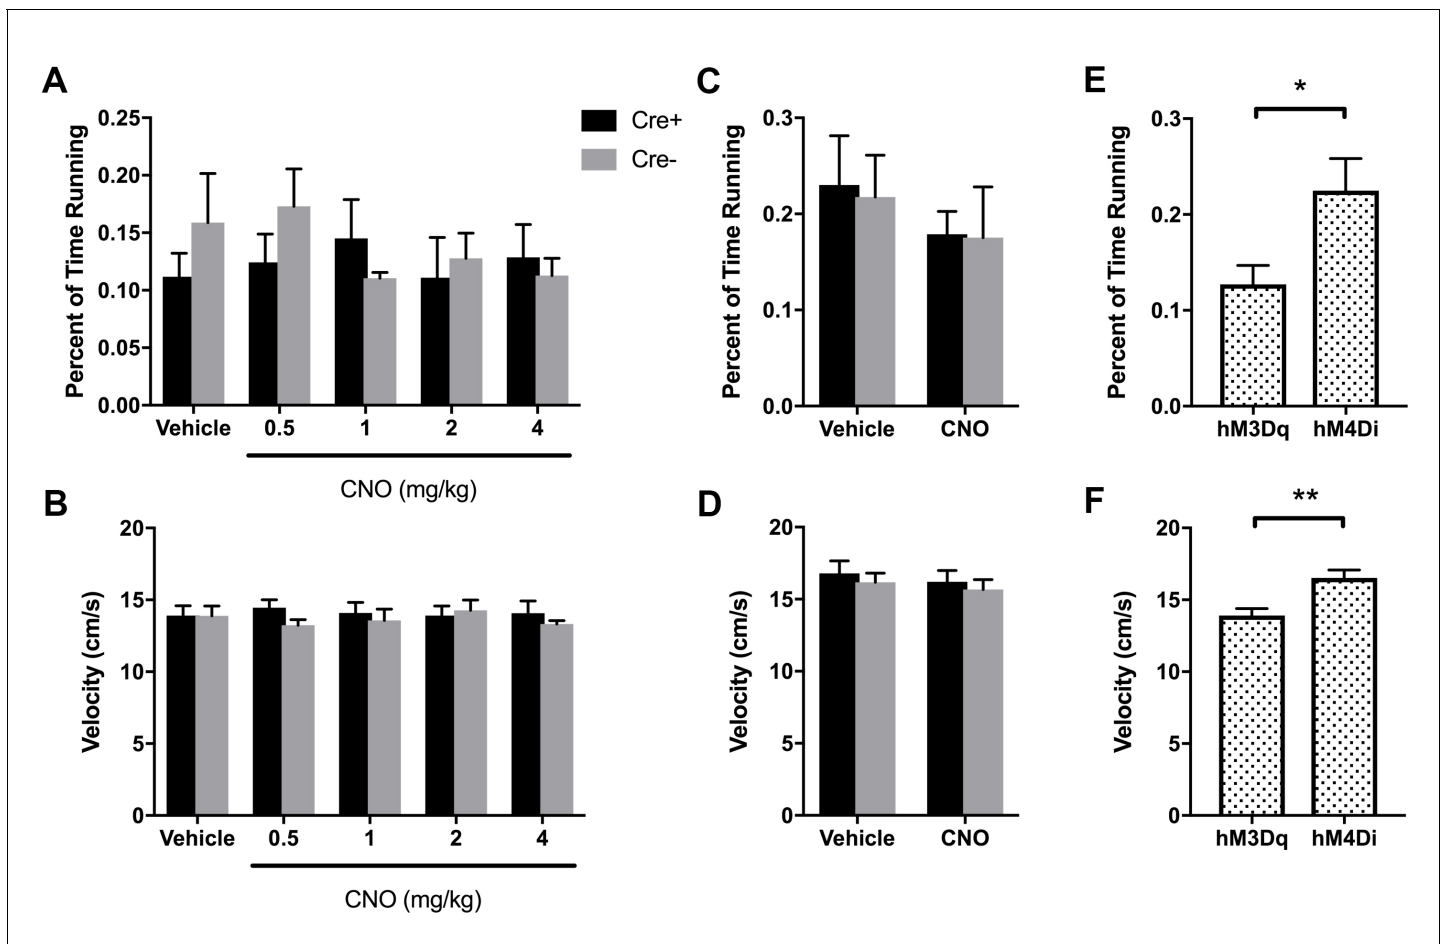 A
Percent of Time Running
0.25
0.20
0.15
0.10
0.05
0.00
Vehicle 0.5 1 2 4
CNO (mg/kg)
Cre+
Cre-
C
Percent of Time Running
0.3
0.2
0.1
0.0
Vehicle CNO
E
*
Percent of Time Running
0.3
0.2
0.1
0.0
hM3Dq hM4Di
B
Velocity (cm/s)
20
15
10
5
0
Vehicle 0.5 1 2 4
CNO (mg/kg)
D
Velocity (cm/s)
20
15
10
5
0
Vehicle CNO
F
**
Velocity (cm/s)
20
15
10
5
0
hM3Dq hM4Di